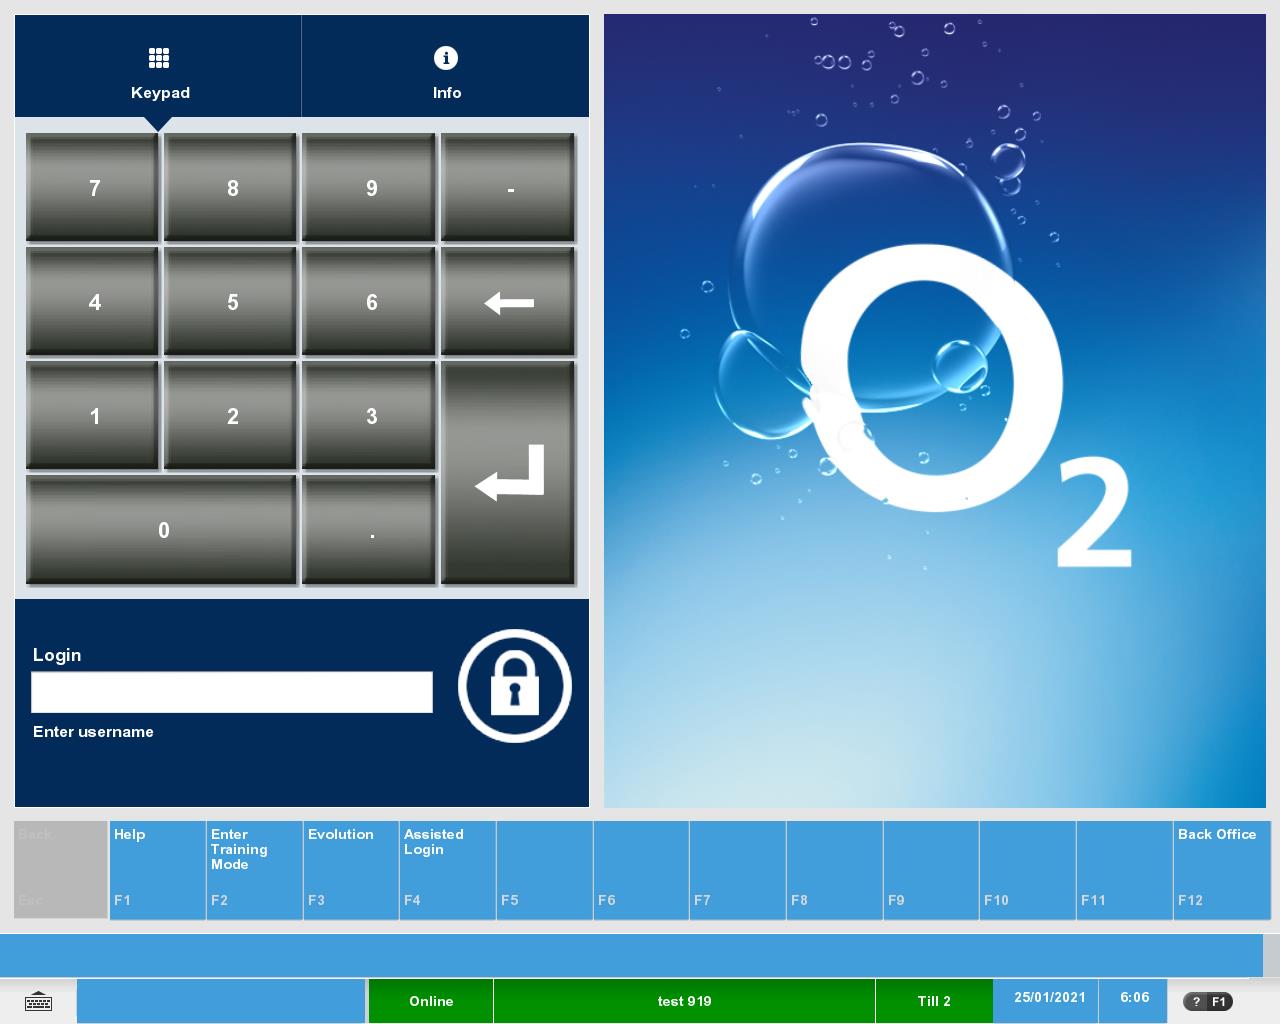 Keypad
Info
7
8
9
-
4
5
6
1
2
3
0
.
O2
Login
Enter username
Back
Esc
Help
F1
Enter
Training
Mode
F2
Evolution
F3
Assisted
Login
F4
F5
F6
F7
F8
F9
F10
F11
Back Office
F12
Online
test 919
Till 2
25/01/2021
6:06
? F1